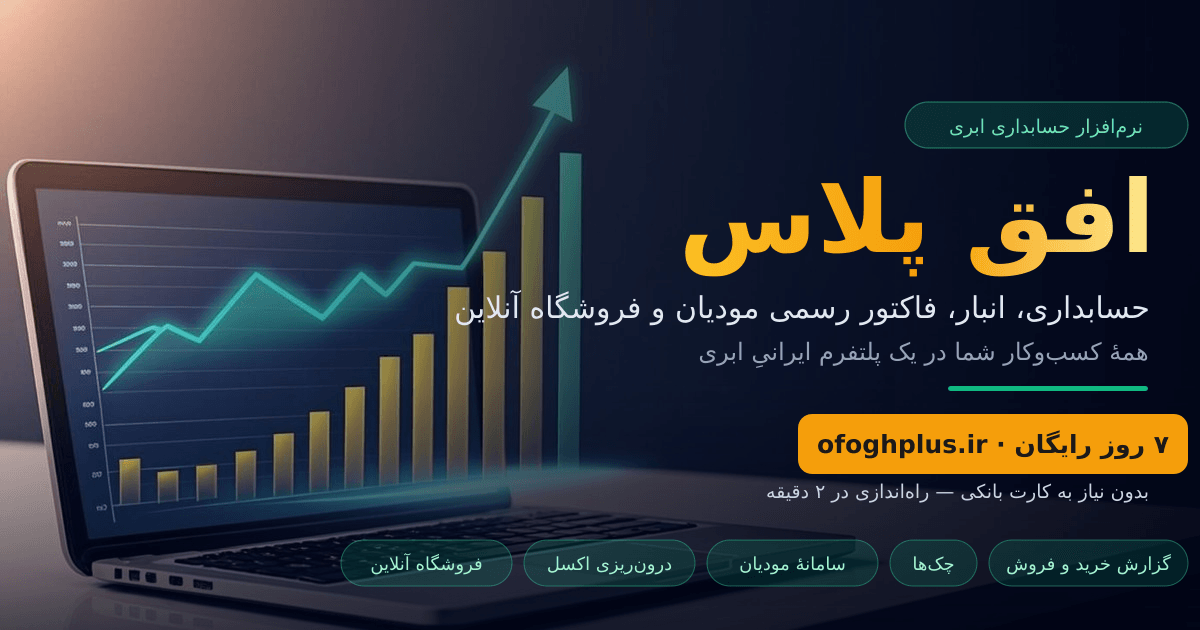 نرم‌افزار حسابداری ابری
افق پلاس
حسابداری، انبار، فاکتور رسمی مودیان و فروشگاه آنلاین
همهٔ کسب‌وکار شما در یک پلتفرم ایرانیِ ابری
۷ روز رایگان · ofoghplus.ir
بدون نیاز به کارت بانکی — راه‌اندازی در ۲ دقیقه
گزارش خرید و فروش
چک‌ها
سامانهٔ مودیان
درون‌ریزی اکسل
فروشگاه آنلاین